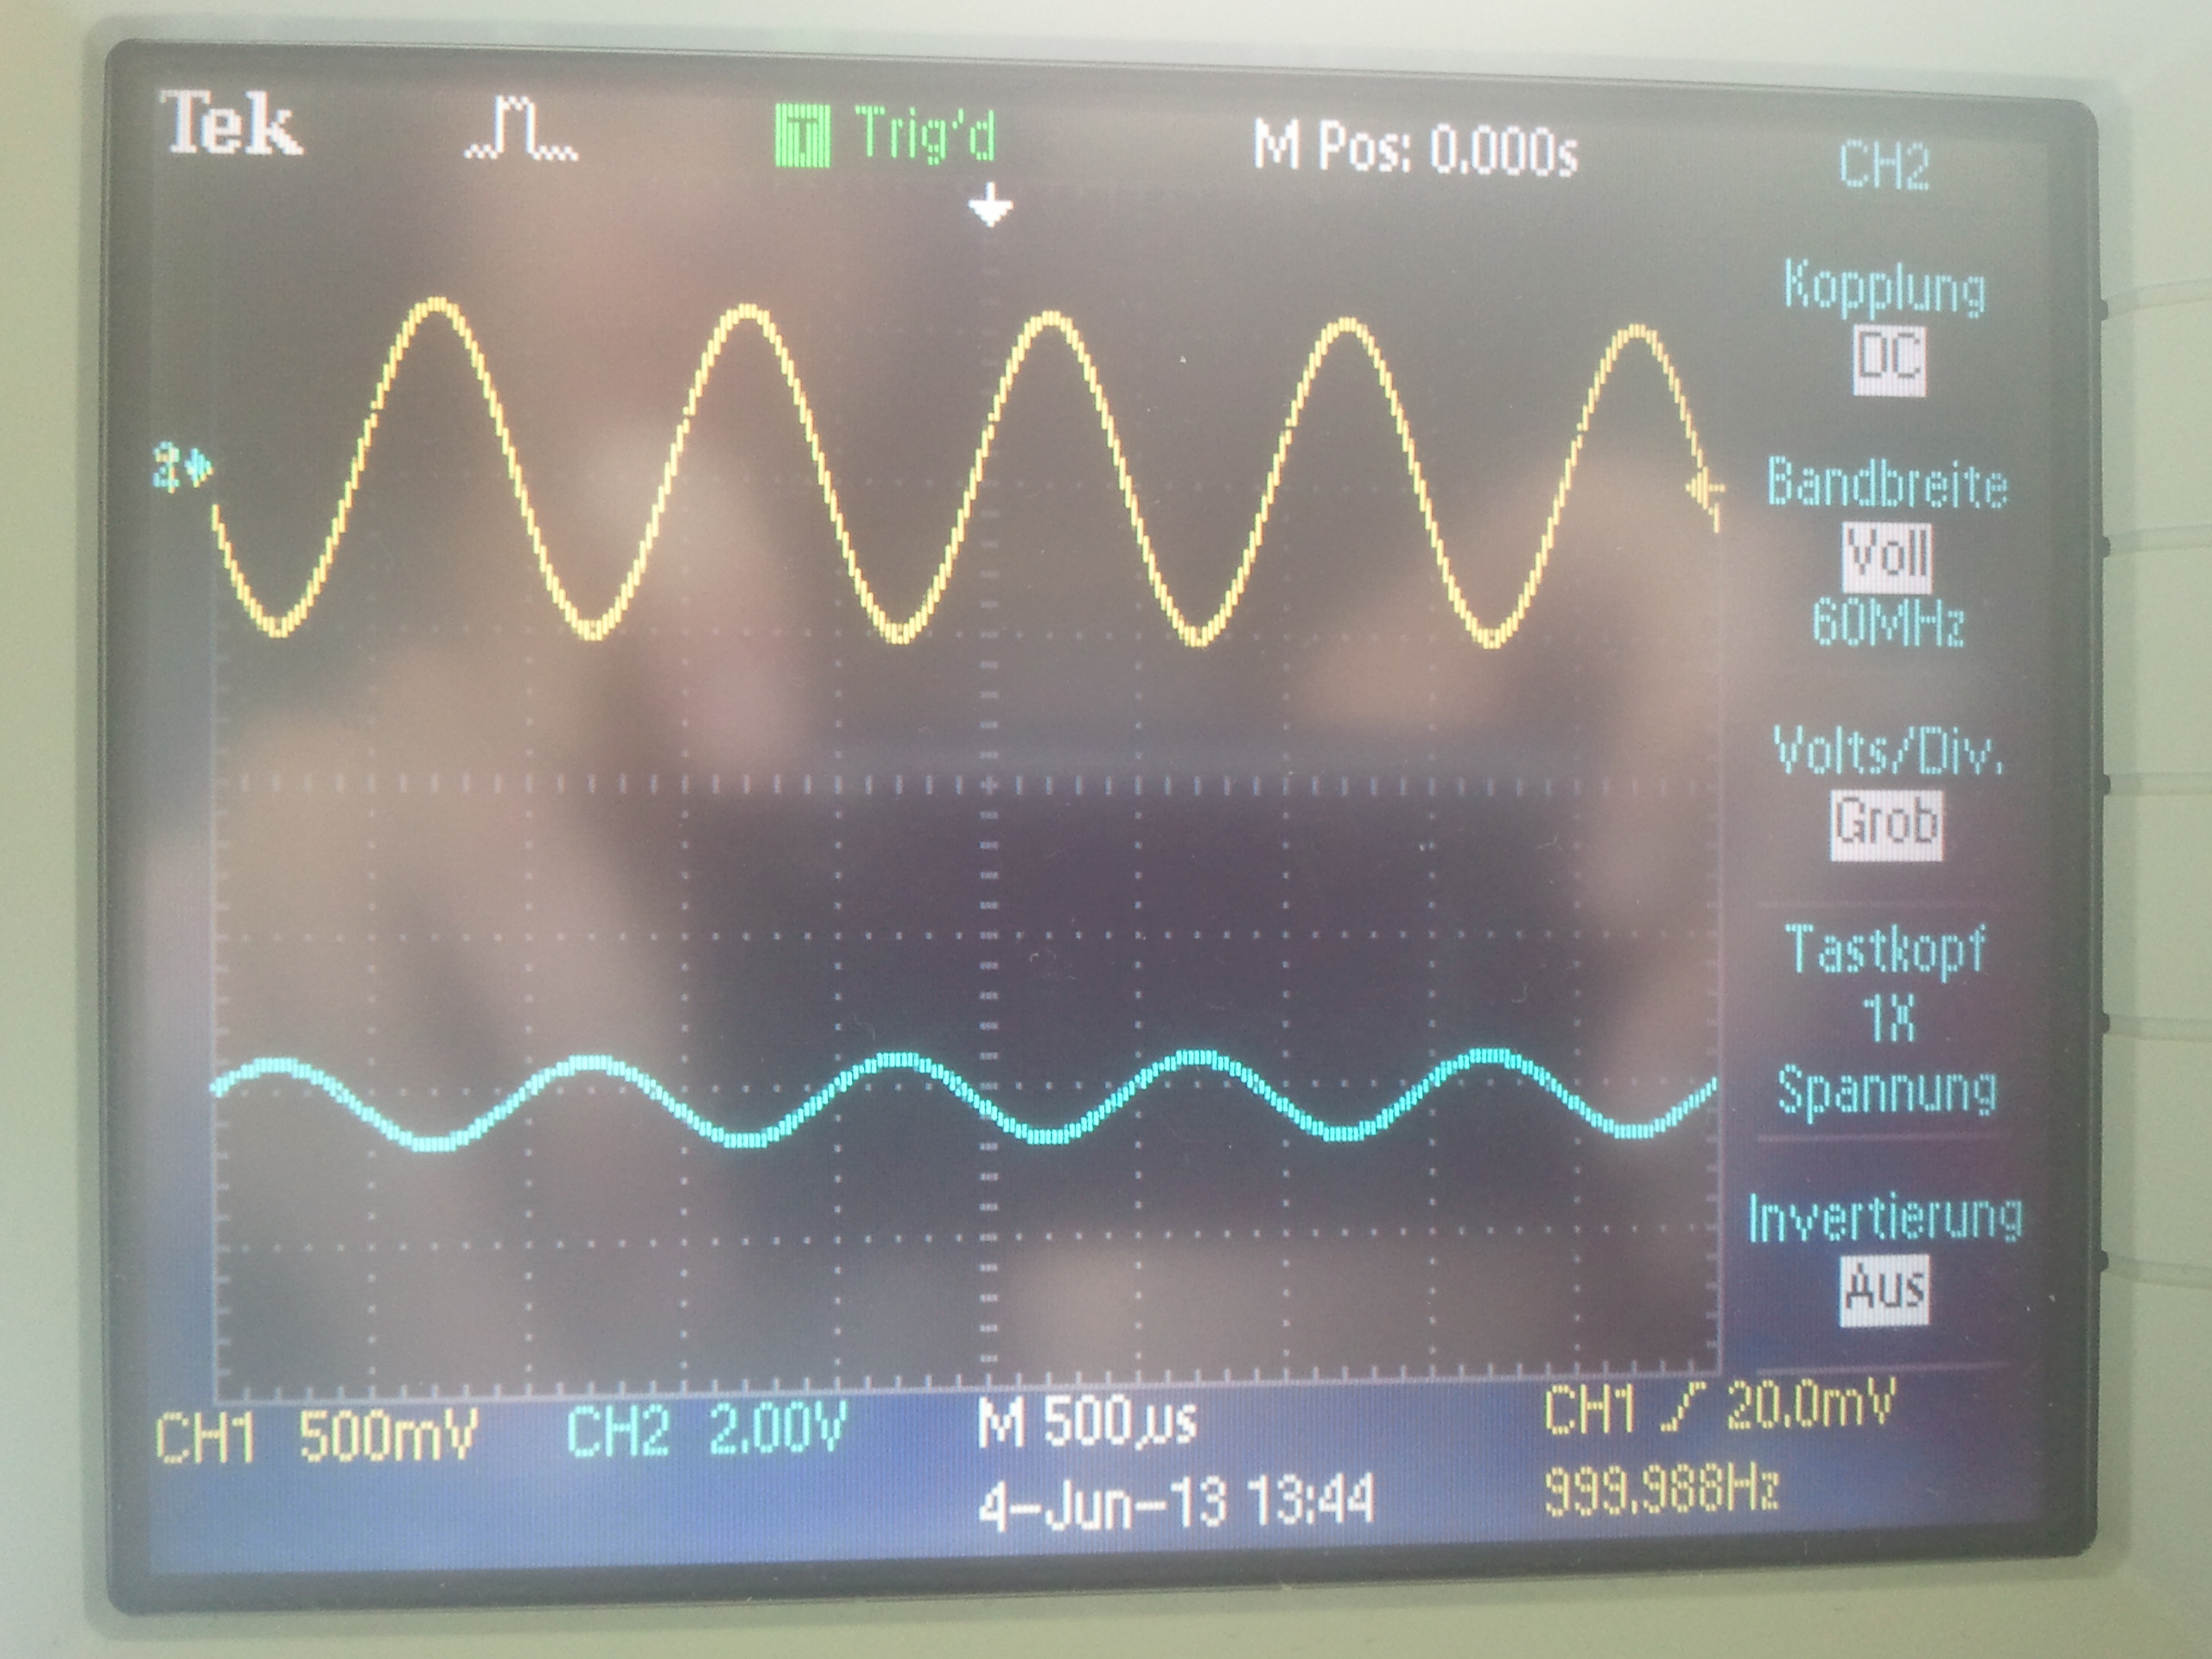 Tek
T Trig'd
M Pos: 0.000s
CH2
Kopplung
DC
2
Bandbreite
Voll
60MHz
Volts/Div.
Grob
Tastkopf
1X
Spannung
Invertierung
Aus
CH1 500mV
CH2 2.00V
M 500µs
CH1 20.0mV
4-Jun-13 13:44
999.988Hz